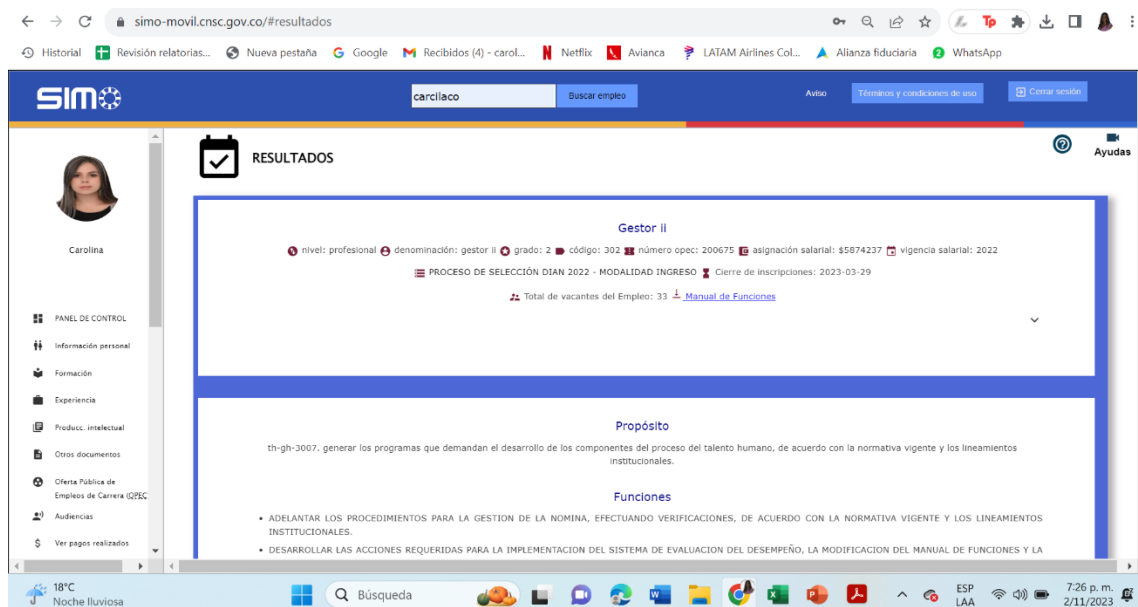 simo-movil.cnsc.gov.co/#resultados
Historial Revisión relatorias... Nueva pestaña Google Recibidos (4) - carol... Netflix Avianca LATAM Airlines Col... Alianza fiduciaria WhatsApp
SIMO carcilaco Buscar empleo Aviso Términos y condiciones de uso Cerrar sesión
RESULTADOS
Ayudas
Carolina
PANEL DE CONTROL
Información personal
Formación
Experiencia
Producc. intelectual
Otros documentos
Oferta Pública de
Empleos de Carrera (OPEC
Audiencias
Ver pagos realizados
Gestor ii
nivel: profesional denominación: gestor ii grado: 2 código: 302 número opec: 200675 asignación salarial: $5874237 vigencia salarial: 2022
PROCESO DE SELECCIÓN DIAN 2022 - MODALIDAD INGRESO Cierre de inscripciones: 2023-03-29
Total de vacantes del Empleo: 33 Manual de Funciones
Propósito
th-gh-3007. generar los programas que demandan el desarrollo de los componentes del proceso del talento humano, de acuerdo con la normativa vigente y los lineamientos
institucionales.
Funciones
• ADELANTAR LOS PROCEDIMIENTOS PARA LA GESTION DE LA NOMINA, EFECTUANDO VERIFICACIONES, DE ACUERDO CON LA NORMATIVA VIGENTE Y LOS LINEAMIENTOS
INSTITUCIONALES.
• DESARROLLAR LAS ACCIONES REQUERIDAS PARA LA IMPLEMENTACION DEL SISTEMA DE EVALUACION DEL DESEMPEÑO, LA MODIFICACION DEL MANUAL DE FUNCIONES Y LA
18°C
Noche lluviosa
Búsqueda
ESP
LAA
7:26 p. m.
2/11/2023